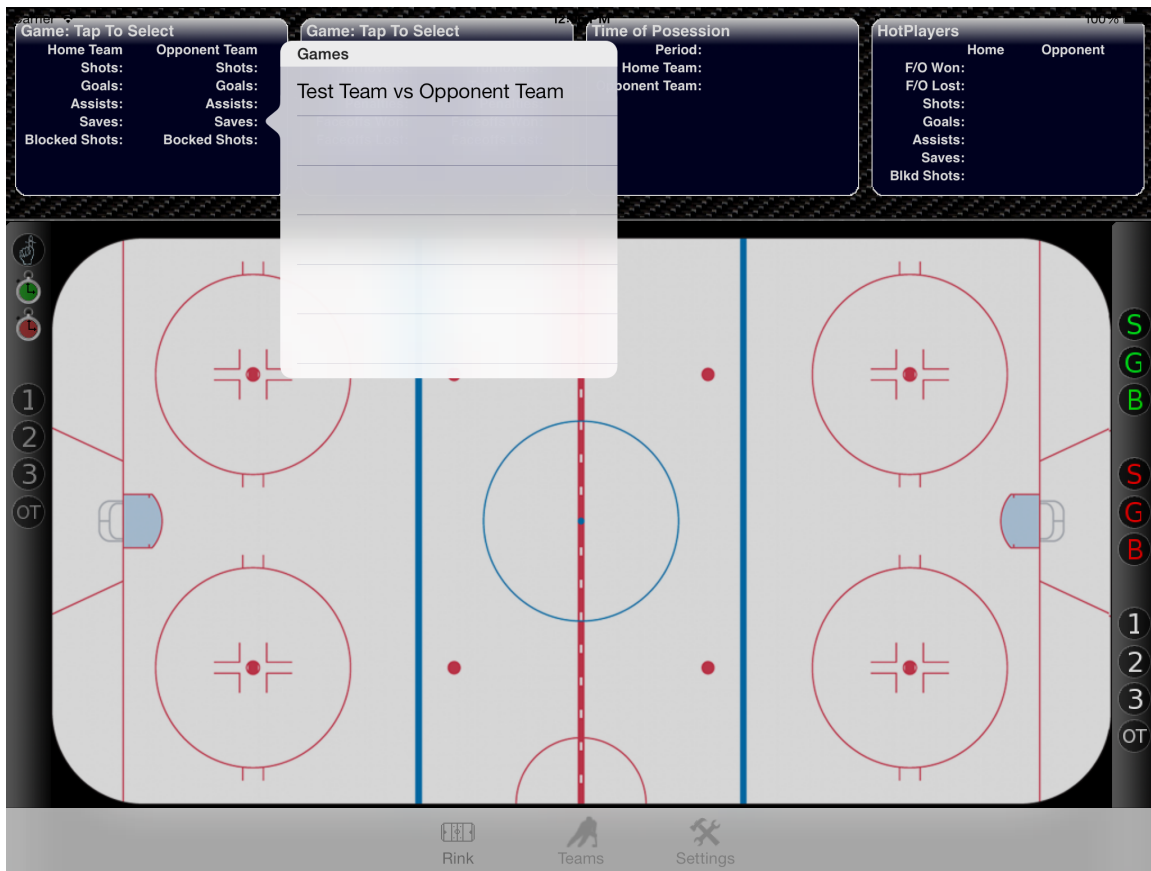 12: PM 100%
Game: Tap To Select
Home Team Opponent Team
Shots: Shots:
Goals: Goals:
Assists: Assists:
Saves: Saves:
Blocked Shots: Bocked Shots:
Game: Tap To Select
Games
Test Team vs Opponent Team
Time of Posession
Period:
Home Team:
ponent Team:
HotPlayers
Home Opponent
F/O Won:
F/O Lost:
Shots:
Goals:
Assists:
Saves:
Blkd Shots:
1
2
3
OT
S
G
B
S
G
B
1
2
3
OT
Rink Teams Settings